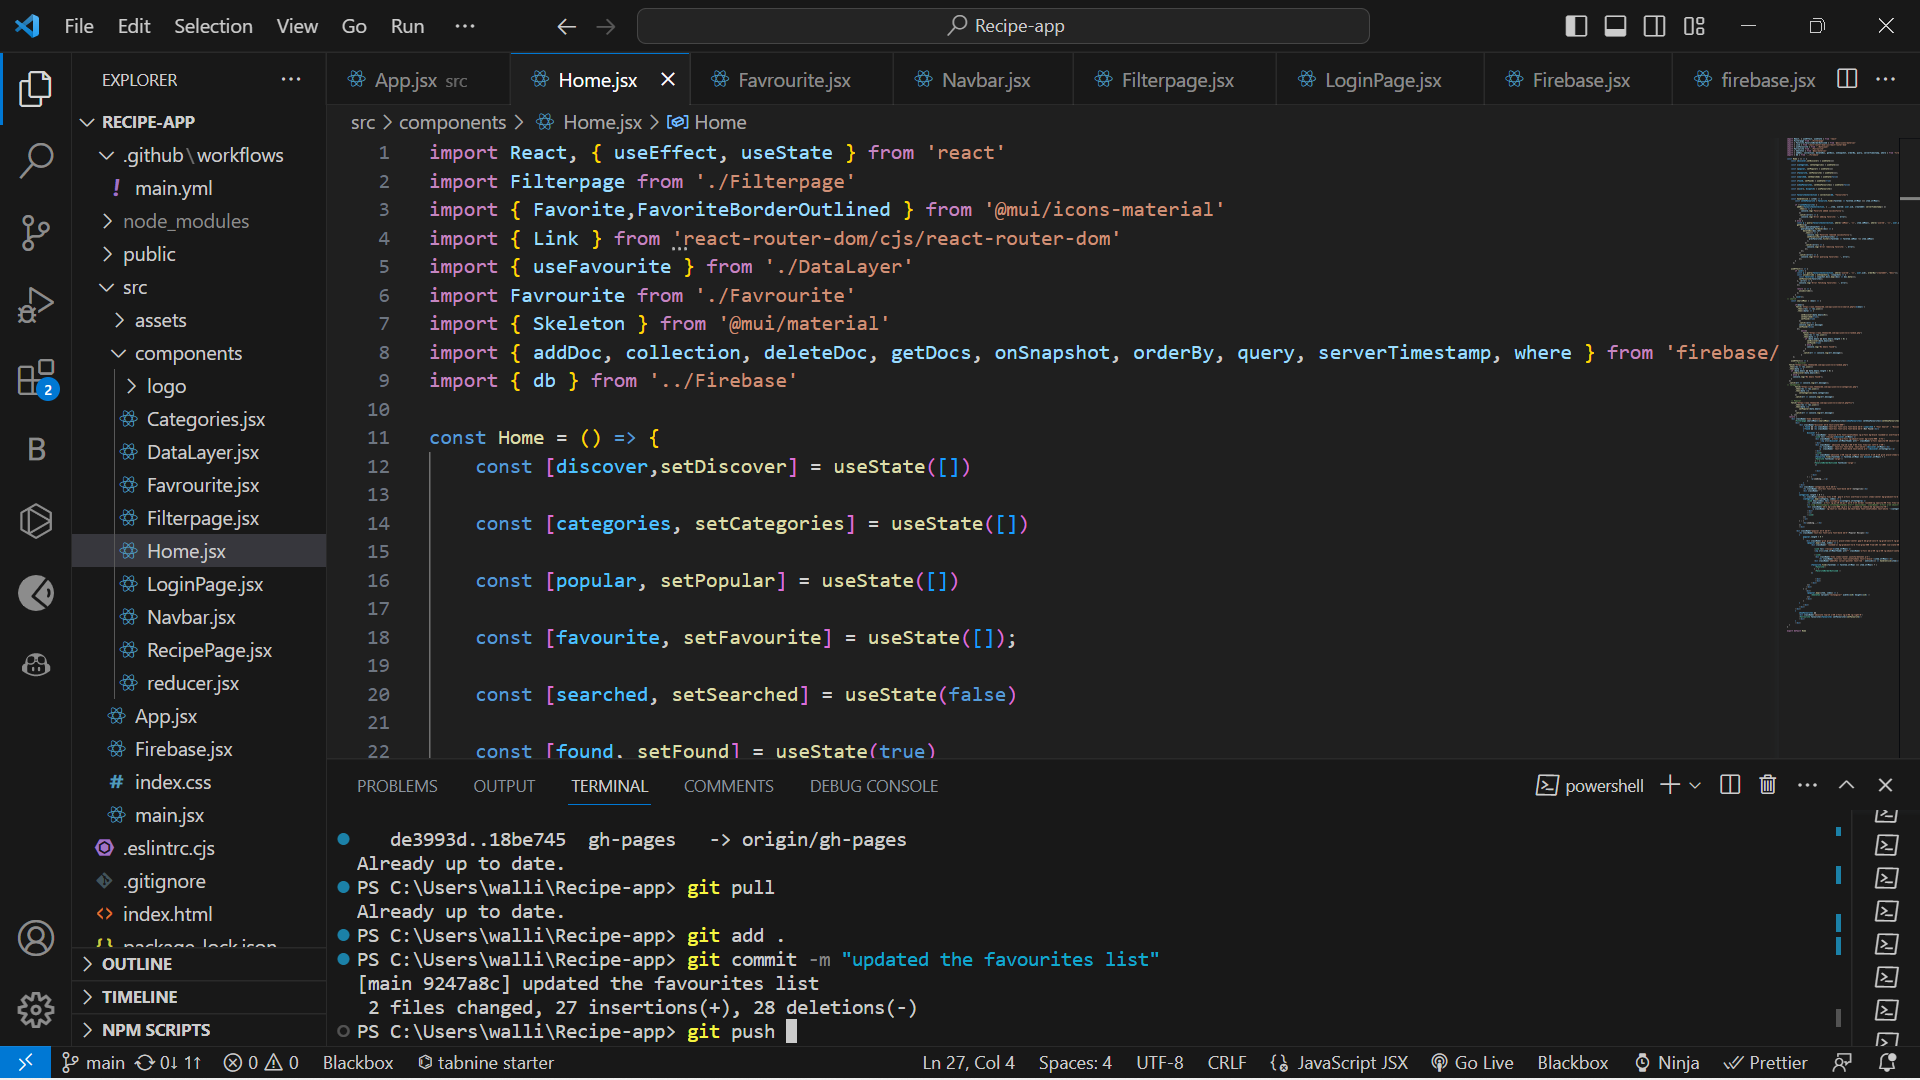 File Edit Selection View Go Run ···
Recipe-app
EXPLORER
RECIPE-APP
.github\workflows
! main.yml
node_modules
public
src
assets
components
logo
Categories.jsx
DataLayer.jsx
Favrourite.jsx
Filterpage.jsx
Home.jsx
LoginPage.jsx
Navbar.jsx
RecipePage.jsx
reducer.jsx
App.jsx
Firebase.jsx
# index.css
main.jsx
.eslintrc.cjs
.gitignore
<> index.html
{} package-lock.json
OUTLINE
TIMELINE
NPM SCRIPTS
2
B
App.jsx src
Home.jsx
Favrourite.jsx
Navbar.jsx
Filterpage.jsx
LoginPage.jsx
Firebase.jsx
firebase.jsx
src > components > Home.jsx > Home
1 import React, { useEffect, useState } from 'react'
2 import Filterpage from './Filterpage'
3 import { Favorite,FavoriteBorderOutlined } from '@mui/icons-material'
4 import { Link } from 'react-router-dom/cjs/react-router-dom'
5 import { useFavourite } from './DataLayer'
6 import Favrourite from './Favrourite'
7 import { Skeleton } from '@mui/material'
8 import { addDoc, collection, deleteDoc, getDocs, onSnapshot, orderBy, query, serverTimestamp, where } from 'firebase/
9 import { db } from '../Firebase'
10
11 const Home = () => {
12 const [discover,setDiscover] = useState([])
13
14 const [categories, setCategories] = useState([])
15
16 const [popular, setPopular] = useState([])
17
18 const [favourite, setFavourite] = useState([]);
19
20 const [searched, setSearched] = useState(false)
21
22 const [found, setFound] = useState(true)
PROBLEMS OUTPUT TERMINAL COMMENTS DEBUG CONSOLE
powershell
de3993d..18be745 gh-pages -> origin/gh-pages
Already up to date.
PS C:\Users\walli\Recipe-app> git pull
Already up to date.
PS C:\Users\walli\Recipe-app> git add .
PS C:\Users\walli\Recipe-app> git commit -m "updated the favourites list"
[main 9247a8c] updated the favourites list
2 files changed, 27 insertions(+), 28 deletions(-)
PS C:\Users\walli\Recipe-app> git push
main 0↓ 1↑ 0 0 Blackbox tabnine starter Ln 27, Col 4 Spaces: 4 UTF-8 CRLF JavaScript JSX Go Live Blackbox Ninja Prettier